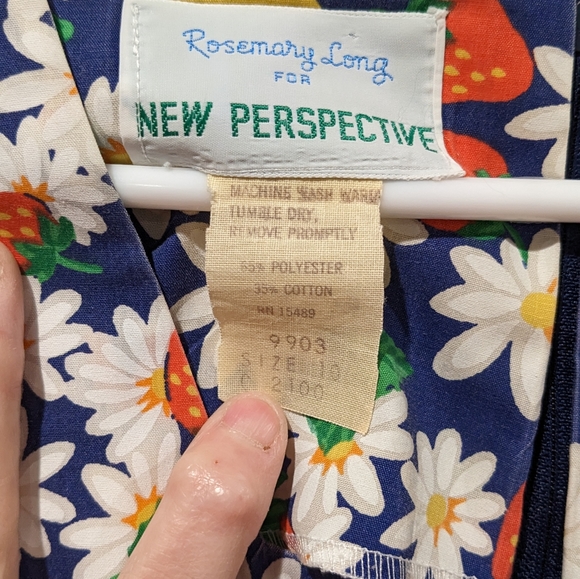 Rosemary Long
FOR
NEW PERSPECTIVE
MACHINE WASH WARM
TUMBLE DRY,
REMOVE PROMPTLY
65% POLYESTER
35% COTTON
RN 15489
9903
SIZE 10
C 2100